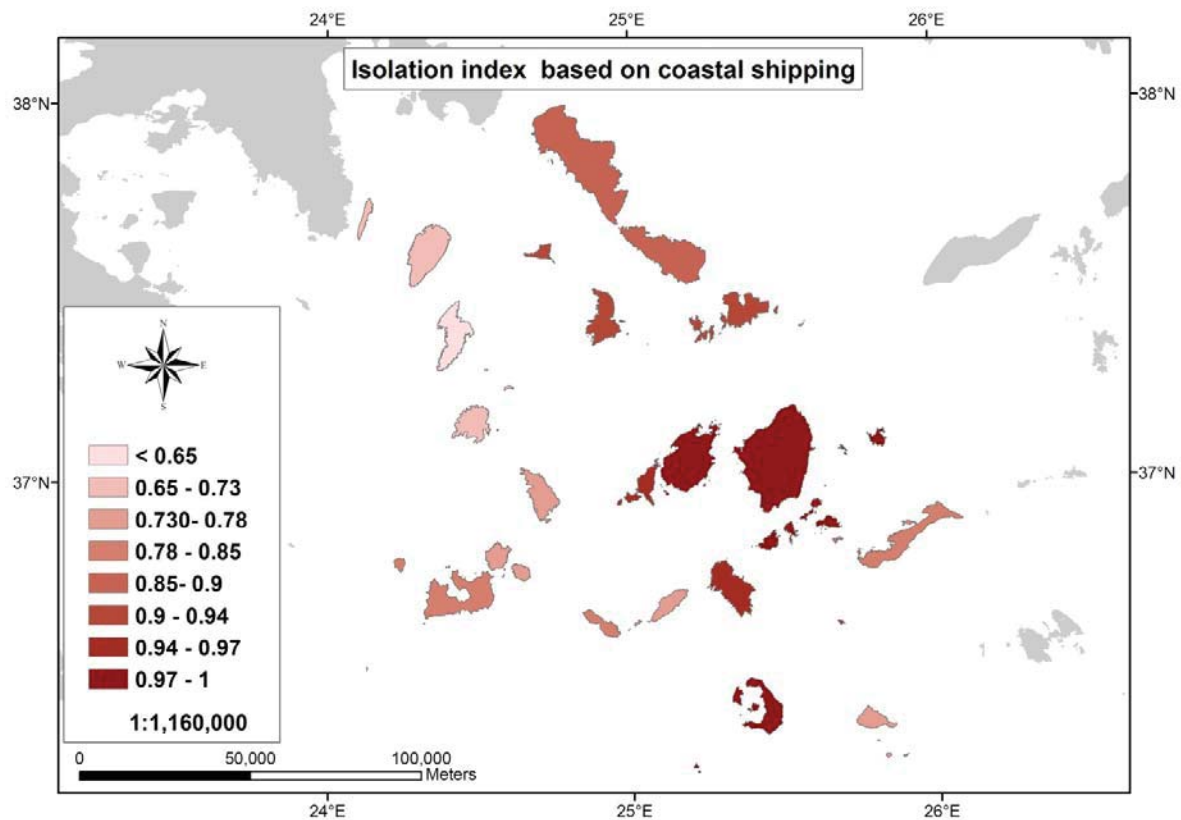 24°E 25°E 26°E
Isolation index based on coastal shipping
38°N 38°N
N
W E
S
< 0.65
0.65 - 0.73
37°N 37°N
0.730- 0.78
0.78 - 0.85
0.85- 0.9
0.9 - 0.94
0.94 - 0.97
0.97 - 1
1:1,160,000
0 50,000 100,000
Meters
24°E 25°E 26°E